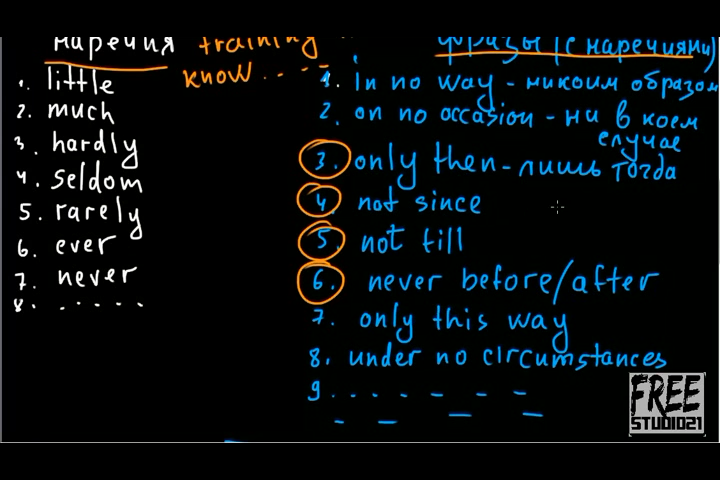 наречия training
know....
1. little
2. much
3. hardly
4. seldom
5. rarely
6. ever
7. never
8. .....
фразы (с наречиями)
1. in no way - никоим образом
2. on no occasion - ни в коем
случае
3. only then - лишь тогда
4. not since
5. not till
6. never before/after
7. only this way
8. under no circumstances
9 .... – – –
– – – –
FREE
STUDIO21